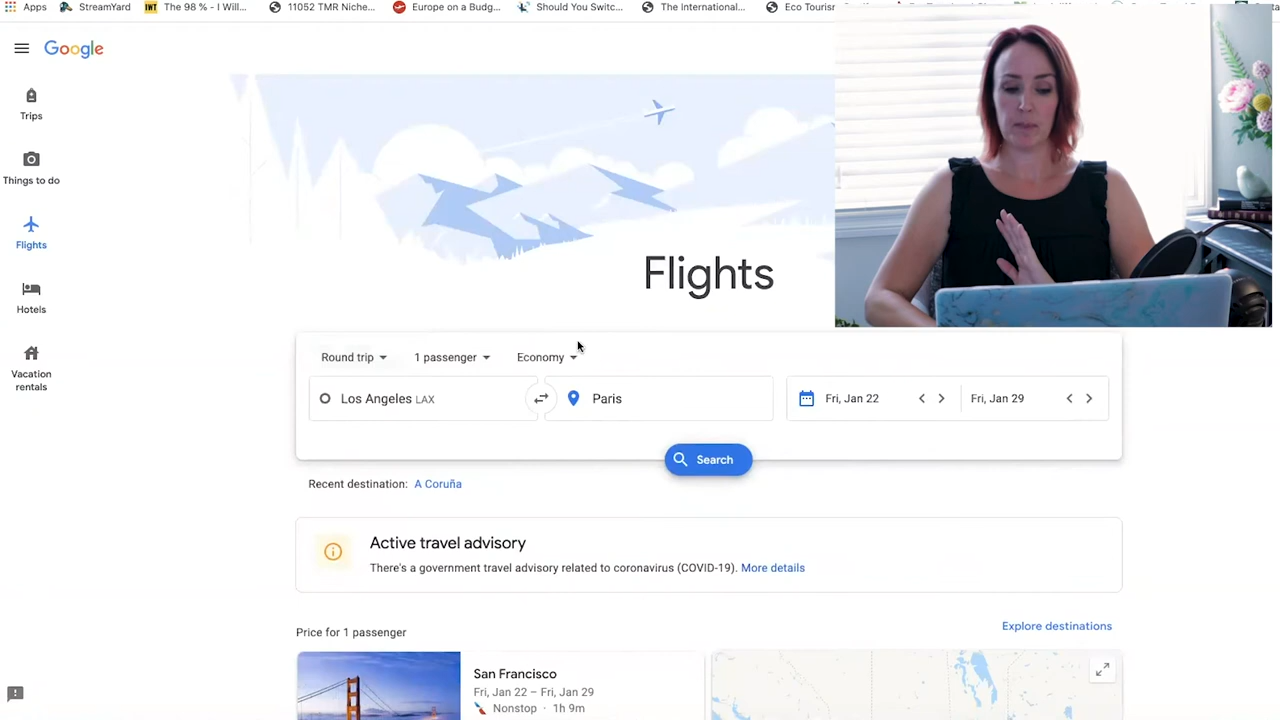 Apps StreamYard The 98 % - I Will... 11052 TMR Niche... Europe on a Budg... Should You Switc... The International... Eco Tourism
Google
Trips
Things to do
Flights
Hotels
Vacation
rentals
Flights
Round trip 1 passenger Economy
Los Angeles LAX Paris Fri, Jan 22 Fri, Jan 29
Search
Recent destination: A Coruña
Active travel advisory
There's a government travel advisory related to coronavirus (COVID-19). More details
Explore destinations
Price for 1 passenger
San Francisco
Fri, Jan 22 – Fri, Jan 29
Nonstop · 1h 9m